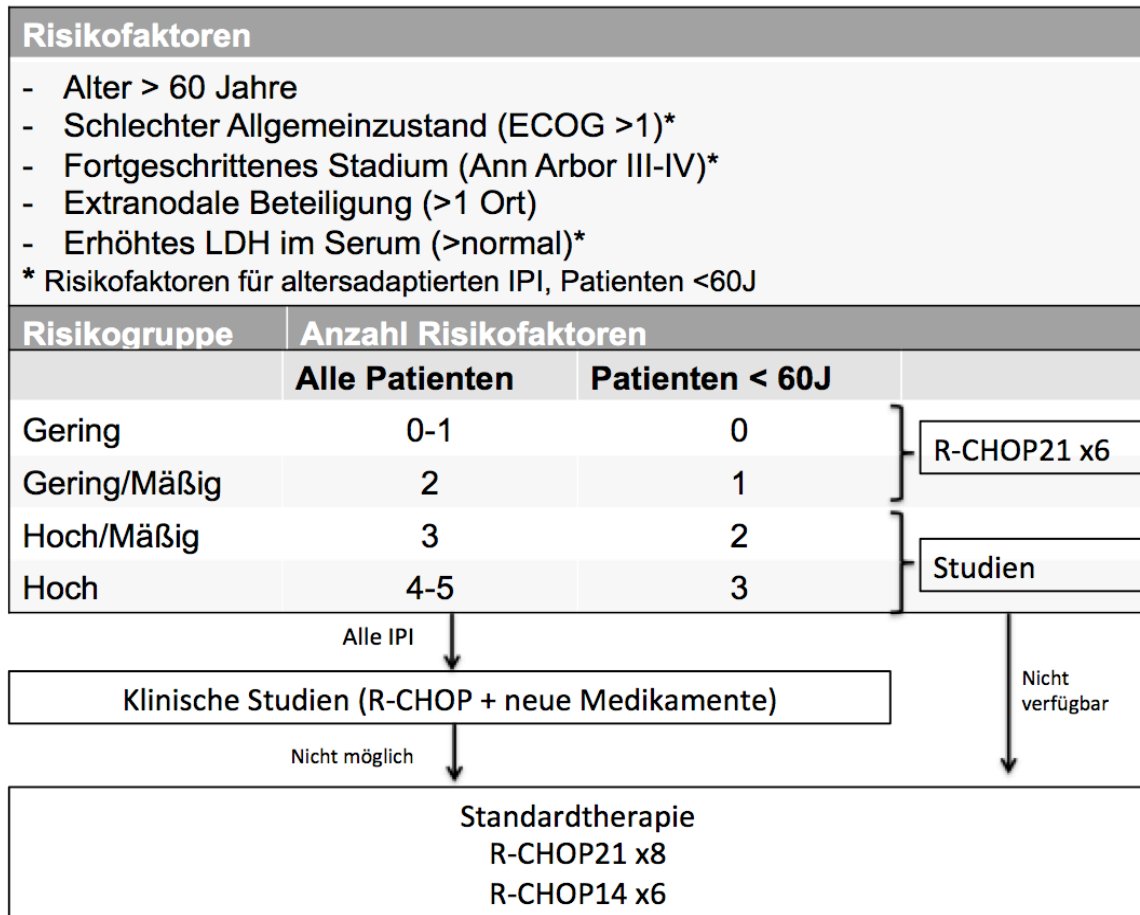 Risikofaktoren
- Alter > 60 Jahre
- Schlechter Allgemeinzustand (ECOG >1)*
- Fortgeschrittenes Stadium (Ann Arbor III-IV)*
- Extranodale Beteiligung (>1 Ort)
- Erhöhtes LDH im Serum (>normal)*
* Risikofaktoren für altersadaptierten IPI, Patienten <60J
Risikogruppe Anzahl Risikofaktoren
Alle Patienten Patienten < 60J
Gering 0-1 0
R-CHOP21 x6
Gering/Mäßig 2 1
Hoch/Mäßig 3 2
Studien
Hoch 4-5 3
Alle IPI
Klinische Studien (R-CHOP + neue Medikamente)
Nicht
verfügbar
Nicht möglich
Standardtherapie
R-CHOP21 x8
R-CHOP14 x6